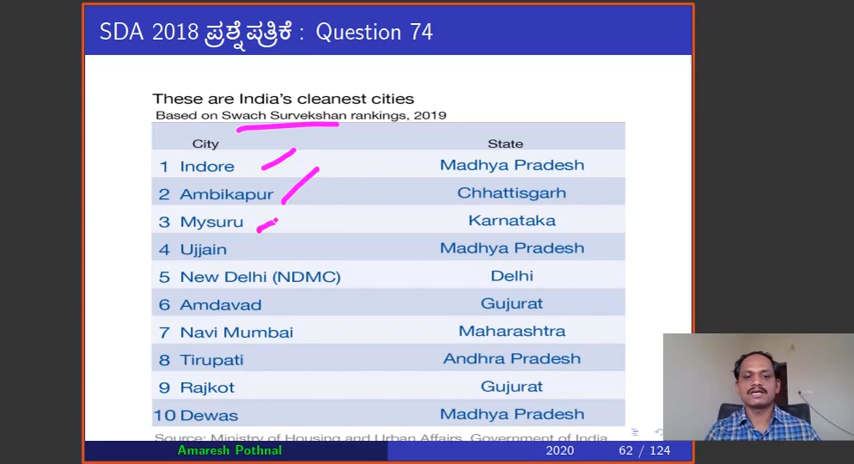 SDA 2018 ಪ್ರಶ್ನೆಪತ್ರಿಕೆ : Question 74
These are India's cleanest cities
Based on Swach Survekshan rankings, 2019
City State
1 Indore Madhya Pradesh
2 Ambikapur Chhattisgarh
3 Mysuru Karnataka
4 Ujjain Madhya Pradesh
5 New Delhi (NDMC) Delhi
6 Amdavad Gujurat
7 Navi Mumbai Maharashtra
8 Tirupati Andhra Pradesh
9 Rajkot Gujurat
10 Dewas Madhya Pradesh
Source: Ministry of Housing and Urban Affairs, Government of India
Amaresh Pothnal 2020 62 / 124